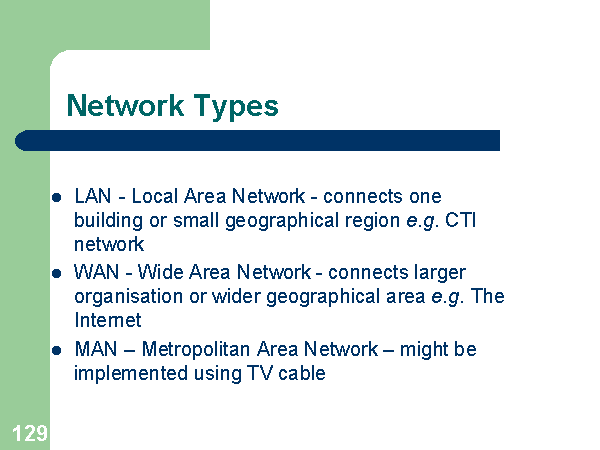 Network Types
LAN - Local Area Network - connects one
building or small geographical region e.g. CTI
network
WAN - Wide Area Network - connects larger
organisation or wider geographical area e.g. The
Internet
MAN – Metropolitan Area Network – might be
implemented using TV cable
129